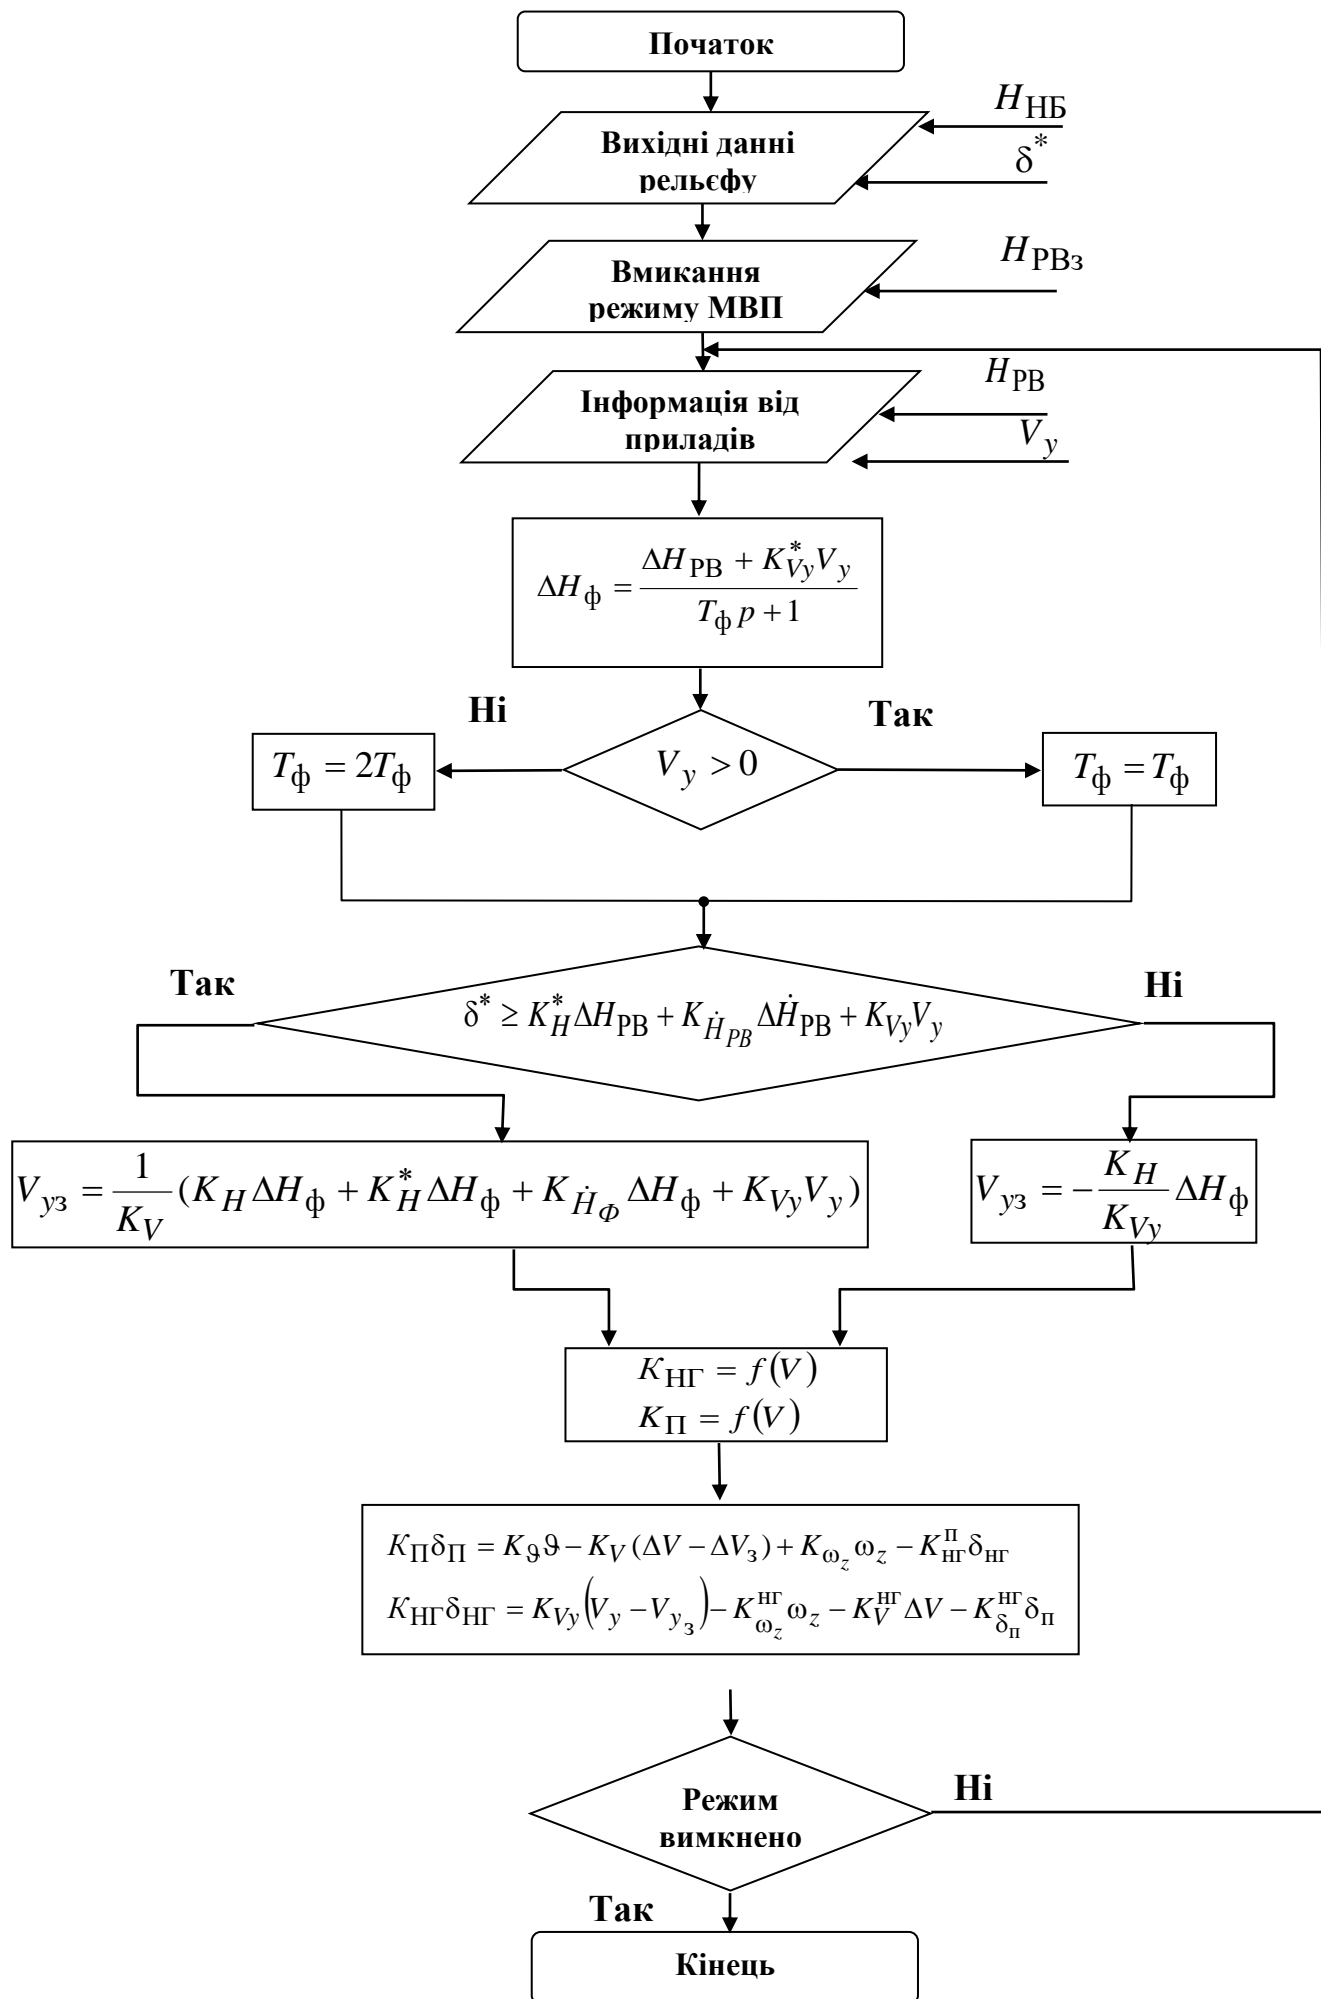 Початок
H_НБ
Вихідні данні
рельєфу
δ*
Вмикання
режиму МВП
H_РВз
Інформація від
приладів
H_РВ
V_y
ΔH_ф = (ΔH_РВ + K*_Vy V_y) / (T_ф p + 1)
Ні
Так
T_ф = 2T_ф
V_y > 0
T_ф = T_ф
Так
Ні
δ* ≥ K*_H ΔH_РВ + K_Ḣ_РВ ΔḢ_РВ + K_Vy V_y
V_yз = 1/K_V (K_H ΔH_ф + K*_H ΔH_ф + K_Ḣ_Ф ΔH_ф + K_Vy V_y)
V_yз = −K_H/K_Vy ΔH_ф
K_НГ = f(V)
K_П = f(V)
K_П δ_П = K_ϑ ϑ − K_V (ΔV − ΔV_з) + K_ω_z ω_z − K^П_нг δ_нг
K_НГ δ_НГ = K_Vy (V_y − V_y_з) − K^нг_ω_z ω_z − K^нг_V ΔV − K^нг_δ_п δ_п
Режим
вимкнено
Ні
Так
Кінець